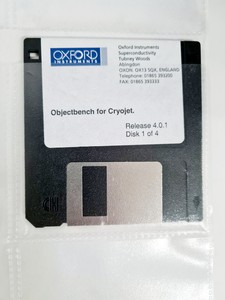 OXFORD
INSTRUMENTS
Oxford Instruments
Superconductivity
Tubney Woods
Abingdon
OXON, OX13 5QX, ENGLAND
Telephone: 01865 393200
FAX: 01865 393333
Objectbench for Cryojet.
Release 4.0.1
Disk 1 of 4